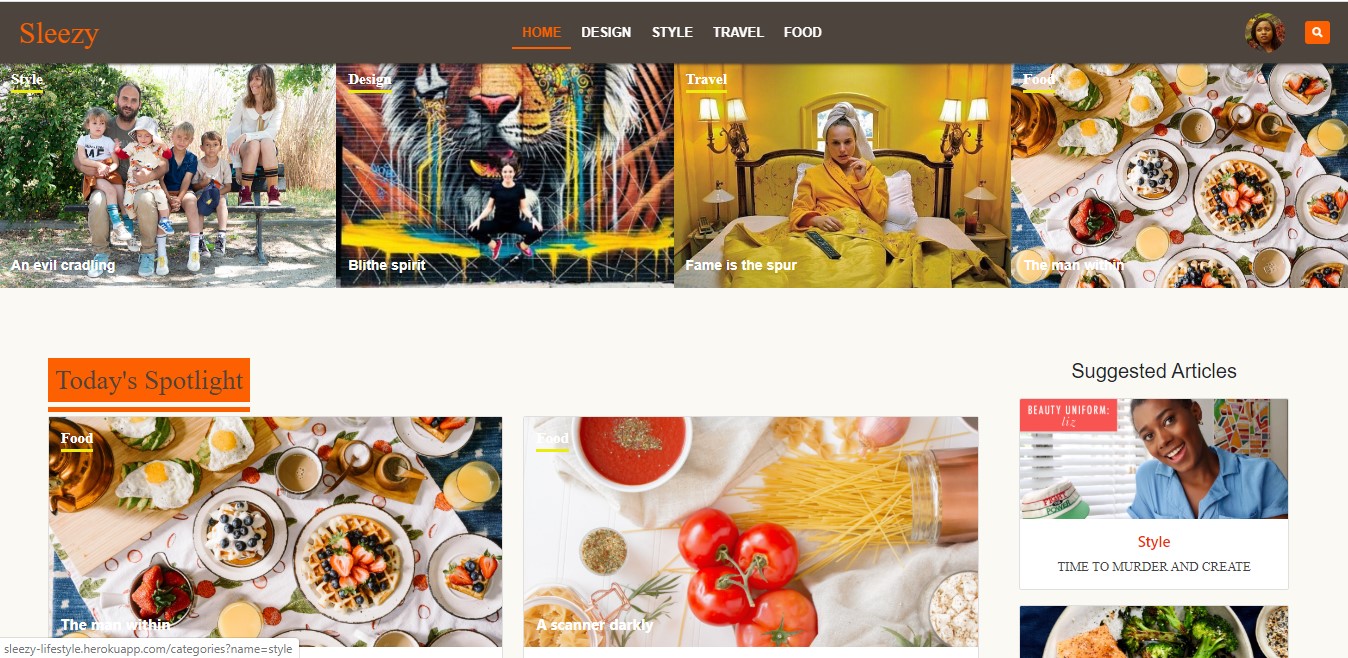 Sleezy
HOME DESIGN STYLE TRAVEL FOOD
Style
Design
Travel
Food
An evil cradling
Blithe spirit
Fame is the spur
The man within
Today's Spotlight
Suggested Articles
Food
Food
BEAUTY UNIFORM:
liz
Style
TIME TO MURDER AND CREATE
The man within
A scanner darkly
sleezy-lifestyle.herokuapp.com/categories?name=style